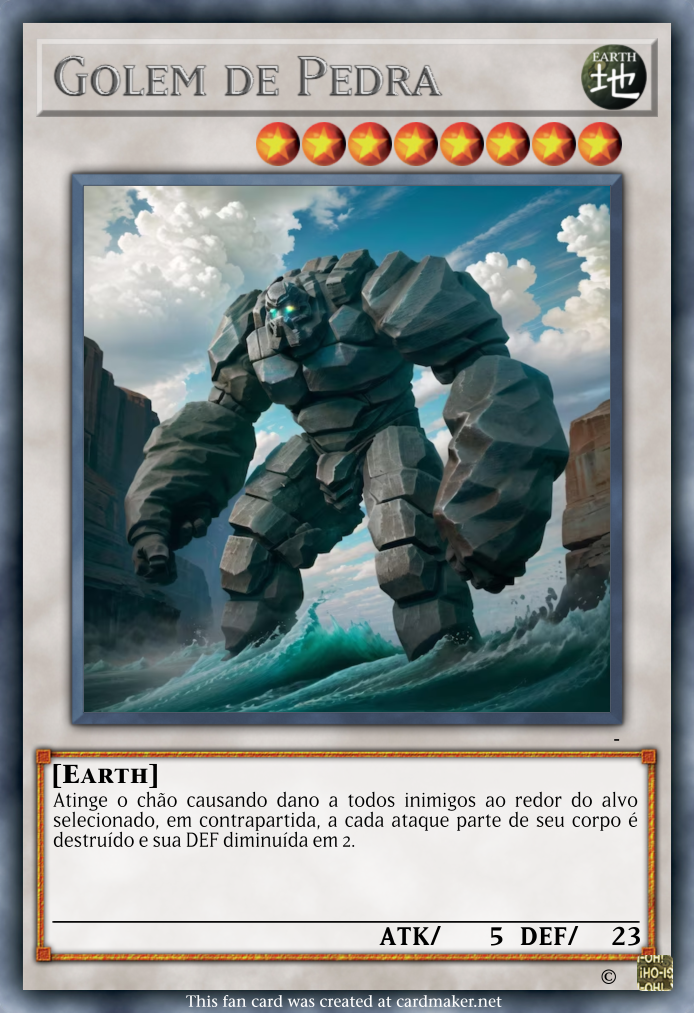 Golem de Pedra
EARTH
地
-
[Earth]
Atinge o chão causando dano a todos inimigos ao redor do alvo
selecionado, em contrapartida, a cada ataque parte de seu corpo é
destruído e sua DEF diminuída em 2.
ATK/ 5 DEF/ 23
©
This fan card was created at cardmaker.net